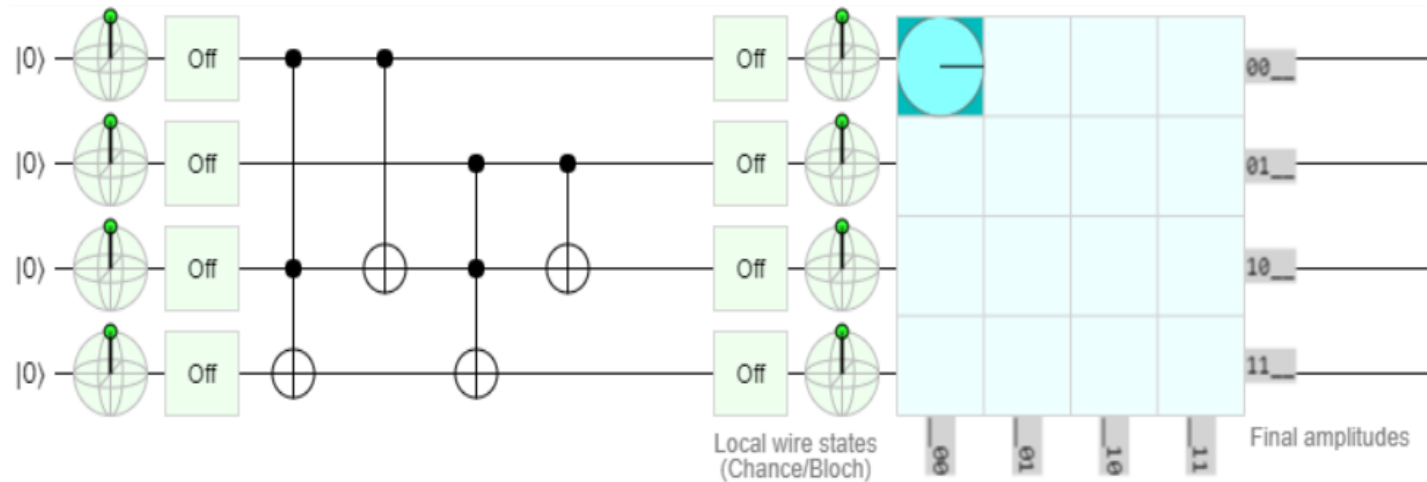 |0⟩ Off Off 00__
|0⟩ Off Off 01__
|0⟩ Off Off 10__
|0⟩ Off Off 11__
__00 __01 __10 __11
Local wire states
(Chance/Bloch)
Final amplitudes